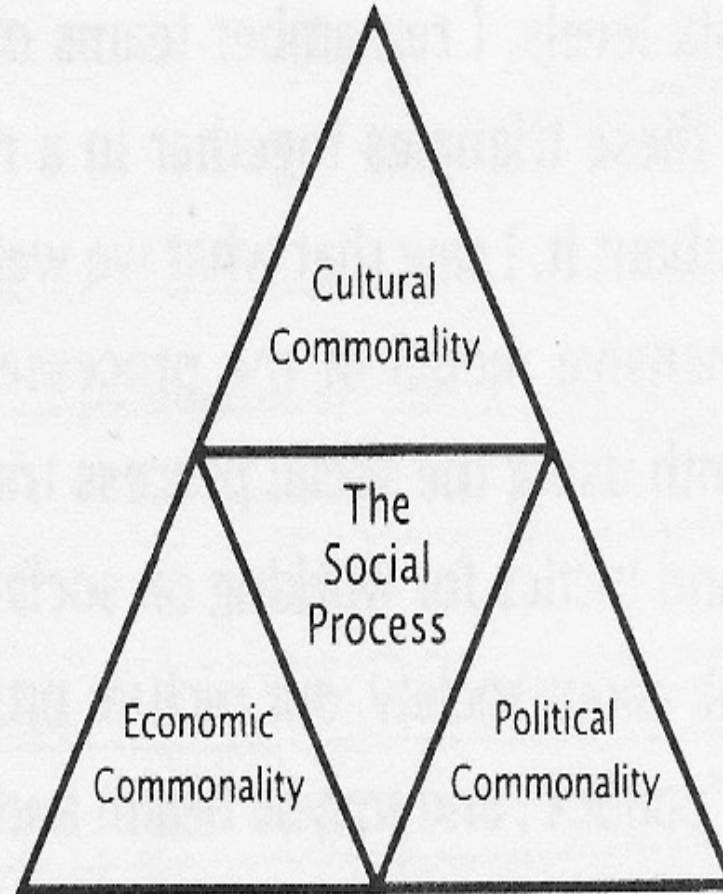 Cultural
Commonality
The
Social
Process
Economic
Commonality
Political
Commonality